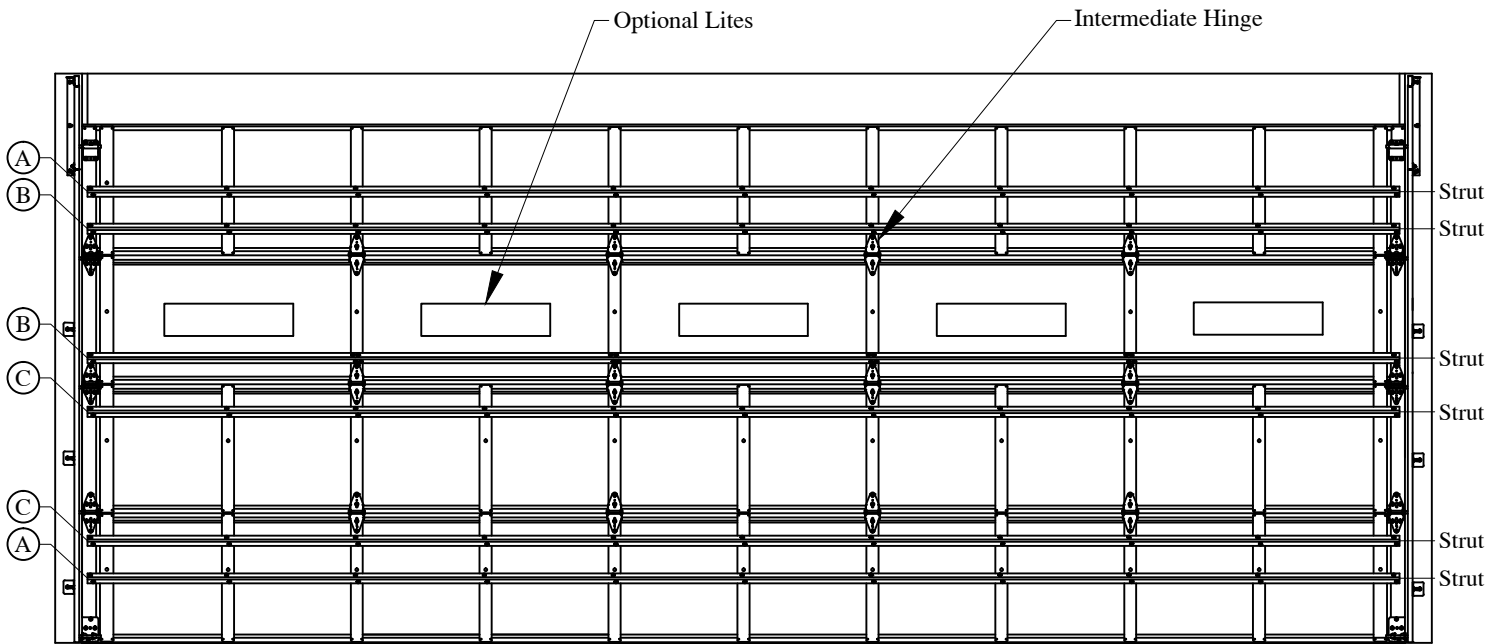 Optional Lites
Intermediate Hinge
A
Strut
B
Strut
B
Strut
C
Strut
C
Strut
A
Strut